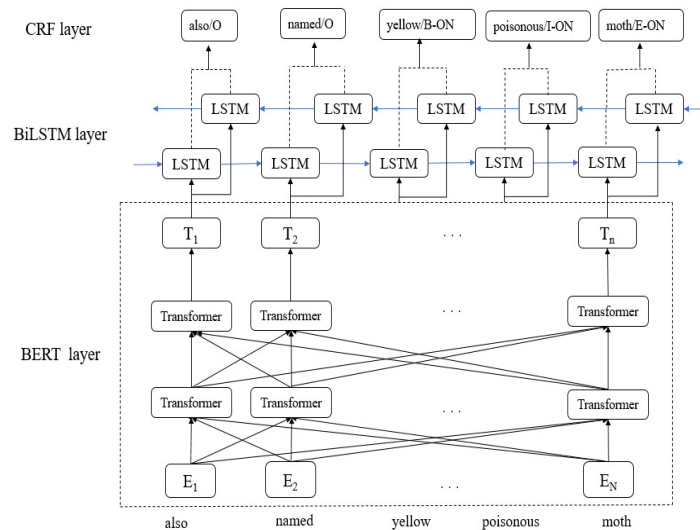 CRF layer also/O named/O yellow/B-ON poisonous/I-ON moth/E-ON
LSTM LSTM LSTM LSTM LSTM
BiLSTM layer
LSTM LSTM LSTM LSTM LSTM
T1 T2 ... Tn
Transformer Transformer ... Transformer
BERT layer
Transformer Transformer ... Transformer
E1 E2 ... EN
also named yellow poisonous moth